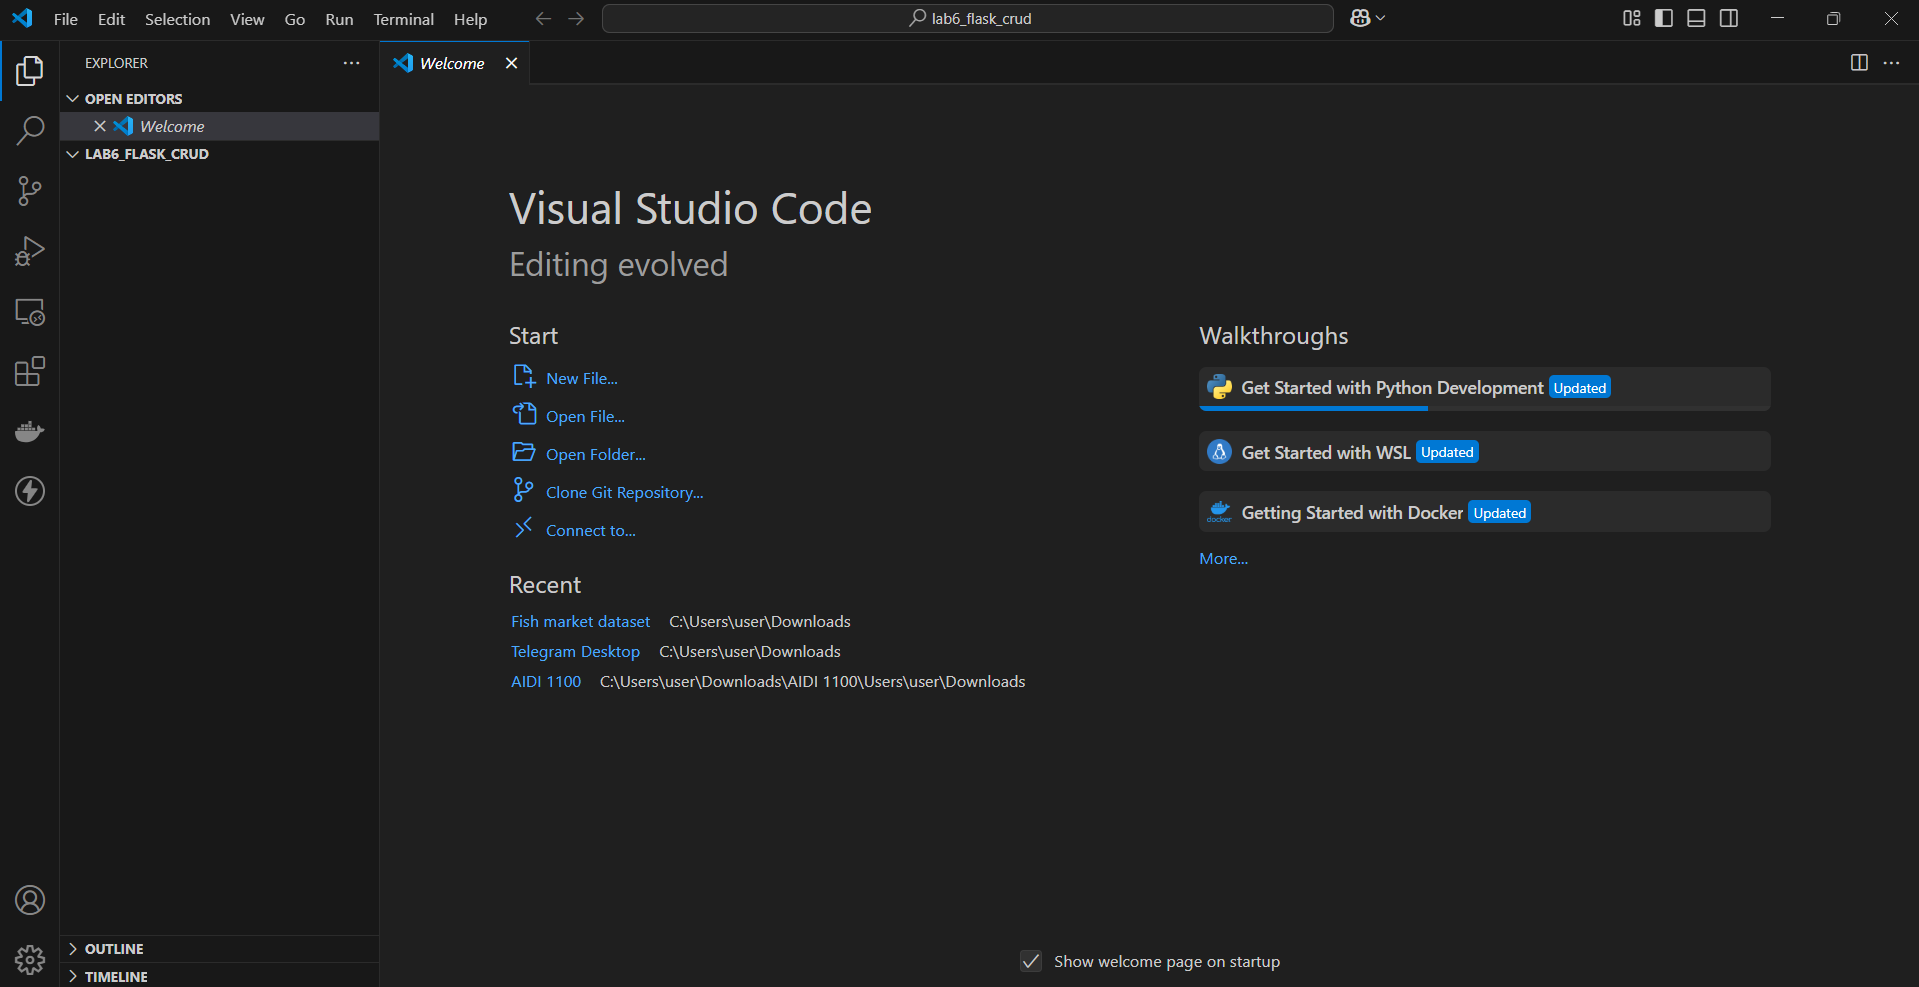 File Edit Selection View Go Run Terminal Help
lab6_flask_crud
EXPLORER
OPEN EDITORS
Welcome
LAB6_FLASK_CRUD
OUTLINE
TIMELINE
Welcome
Visual Studio Code
Editing evolved
Start
New File...
Open File...
Open Folder...
Clone Git Repository...
Connect to...
Recent
Fish market dataset C:\Users\user\Downloads
Telegram Desktop C:\Users\user\Downloads
AIDI 1100 C:\Users\user\Downloads\AIDI 1100\Users\user\Downloads
Walkthroughs
Get Started with Python Development Updated
Get Started with WSL Updated
docker
Getting Started with Docker Updated
More...
Show welcome page on startup